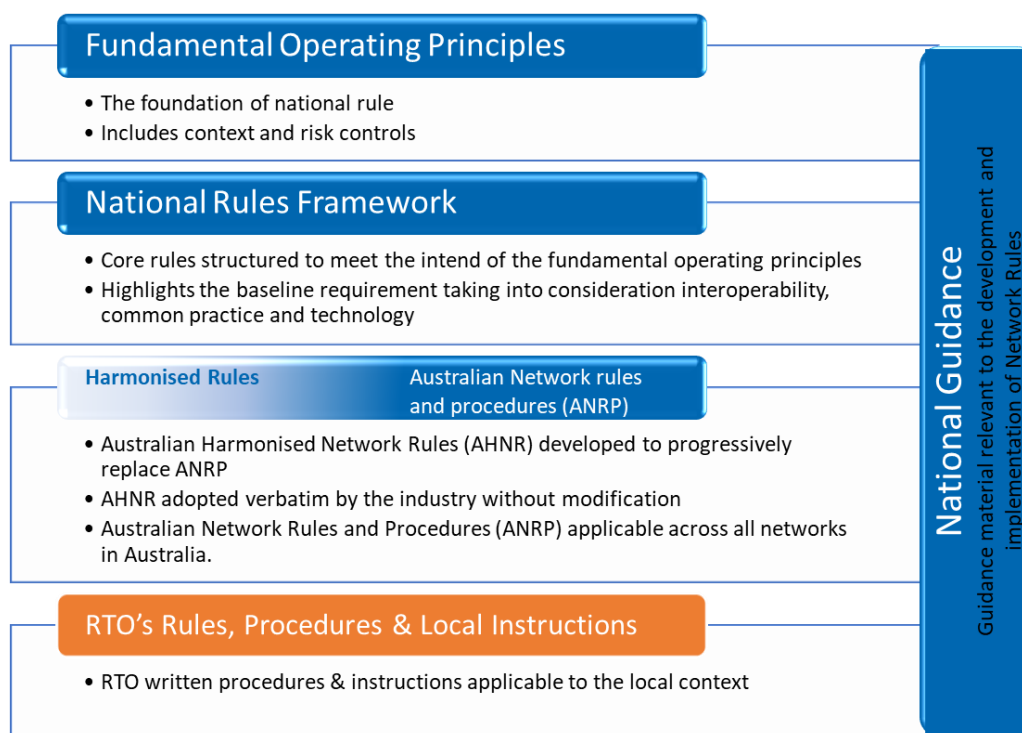 Fundamental Operating Principles
• The foundation of national rule
• Includes context and risk controls
National Rules Framework
• Core rules structured to meet the intend of the fundamental operating principles
• Highlights the baseline requirement taking into consideration interoperability,
common practice and technology
Harmonised Rules
Australian Network rules
and procedures (ANRP)
• Australian Harmonised Network Rules (AHNR) developed to progressively
replace ANRP
• AHNR adopted verbatim by the industry without modification
• Australian Network Rules and Procedures (ANRP) applicable across all networks
in Australia.
RTO’s Rules, Procedures & Local Instructions
• RTO written procedures & instructions applicable to the local context
National Guidance
Guidance material relevant to the development and
implementation of Network Rules